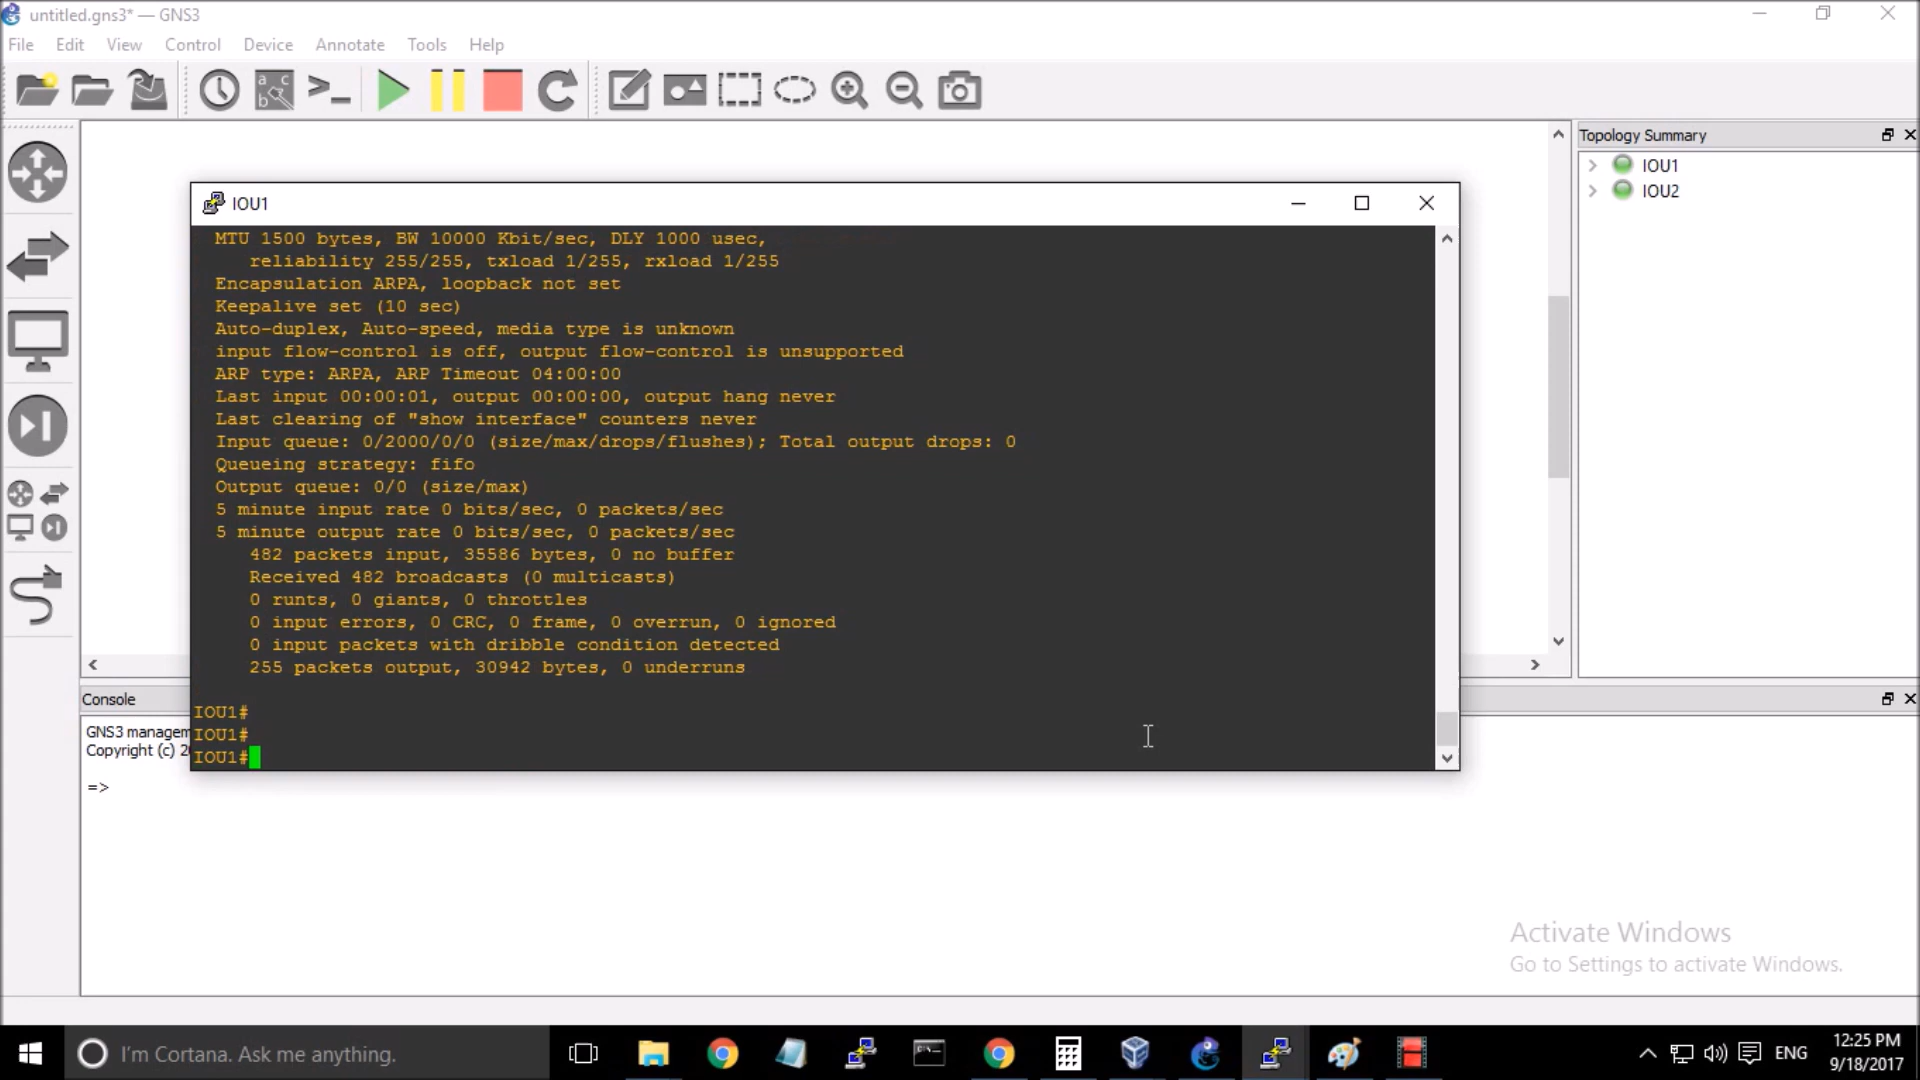 untitled.gns3* — GNS3
File Edit View Control Device Annotate Tools Help
a c
b
>_
Topology Summary
IOU1
IOU2
IOU1
MTU 1500 bytes, BW 10000 Kbit/sec, DLY 1000 usec,
reliability 255/255, txload 1/255, rxload 1/255
Encapsulation ARPA, loopback not set
Keepalive set (10 sec)
Auto-duplex, Auto-speed, media type is unknown
input flow-control is off, output flow-control is unsupported
ARP type: ARPA, ARP Timeout 04:00:00
Last input 00:00:01, output 00:00:00, output hang never
Last clearing of "show interface" counters never
Input queue: 0/2000/0/0 (size/max/drops/flushes); Total output drops: 0
Queueing strategy: fifo
Output queue: 0/0 (size/max)
5 minute input rate 0 bits/sec, 0 packets/sec
5 minute output rate 0 bits/sec, 0 packets/sec
482 packets input, 35586 bytes, 0 no buffer
Received 482 broadcasts (0 multicasts)
0 runts, 0 giants, 0 throttles
0 input errors, 0 CRC, 0 frame, 0 overrun, 0 ignored
0 input packets with dribble condition detected
255 packets output, 30942 bytes, 0 underruns
IOU1#
IOU1#
IOU1#
Console
GNS3 managem
Copyright (c) 2
=>
Activate Windows
Go to Settings to activate Windows.
I'm Cortana. Ask me anything.
ENG
12:25 PM
9/18/2017